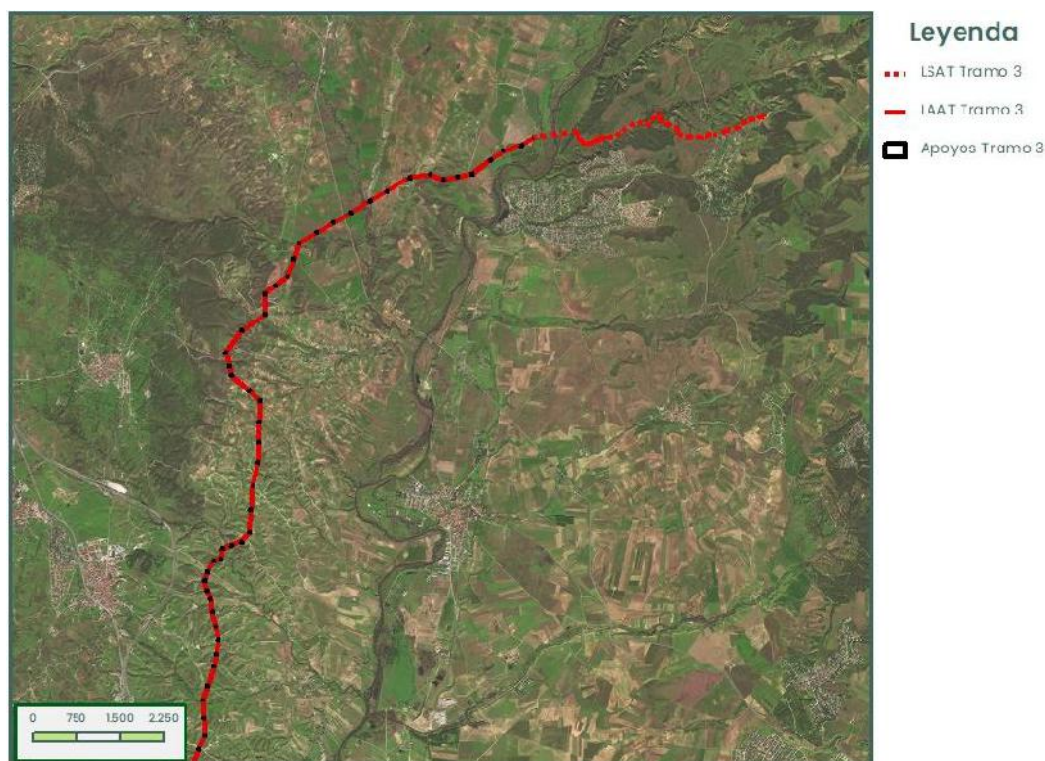 Leyenda
LSAT Tramo 3
LAAT Tramo 3
Apoyos Tramo 3
0 750 1.500 2.250